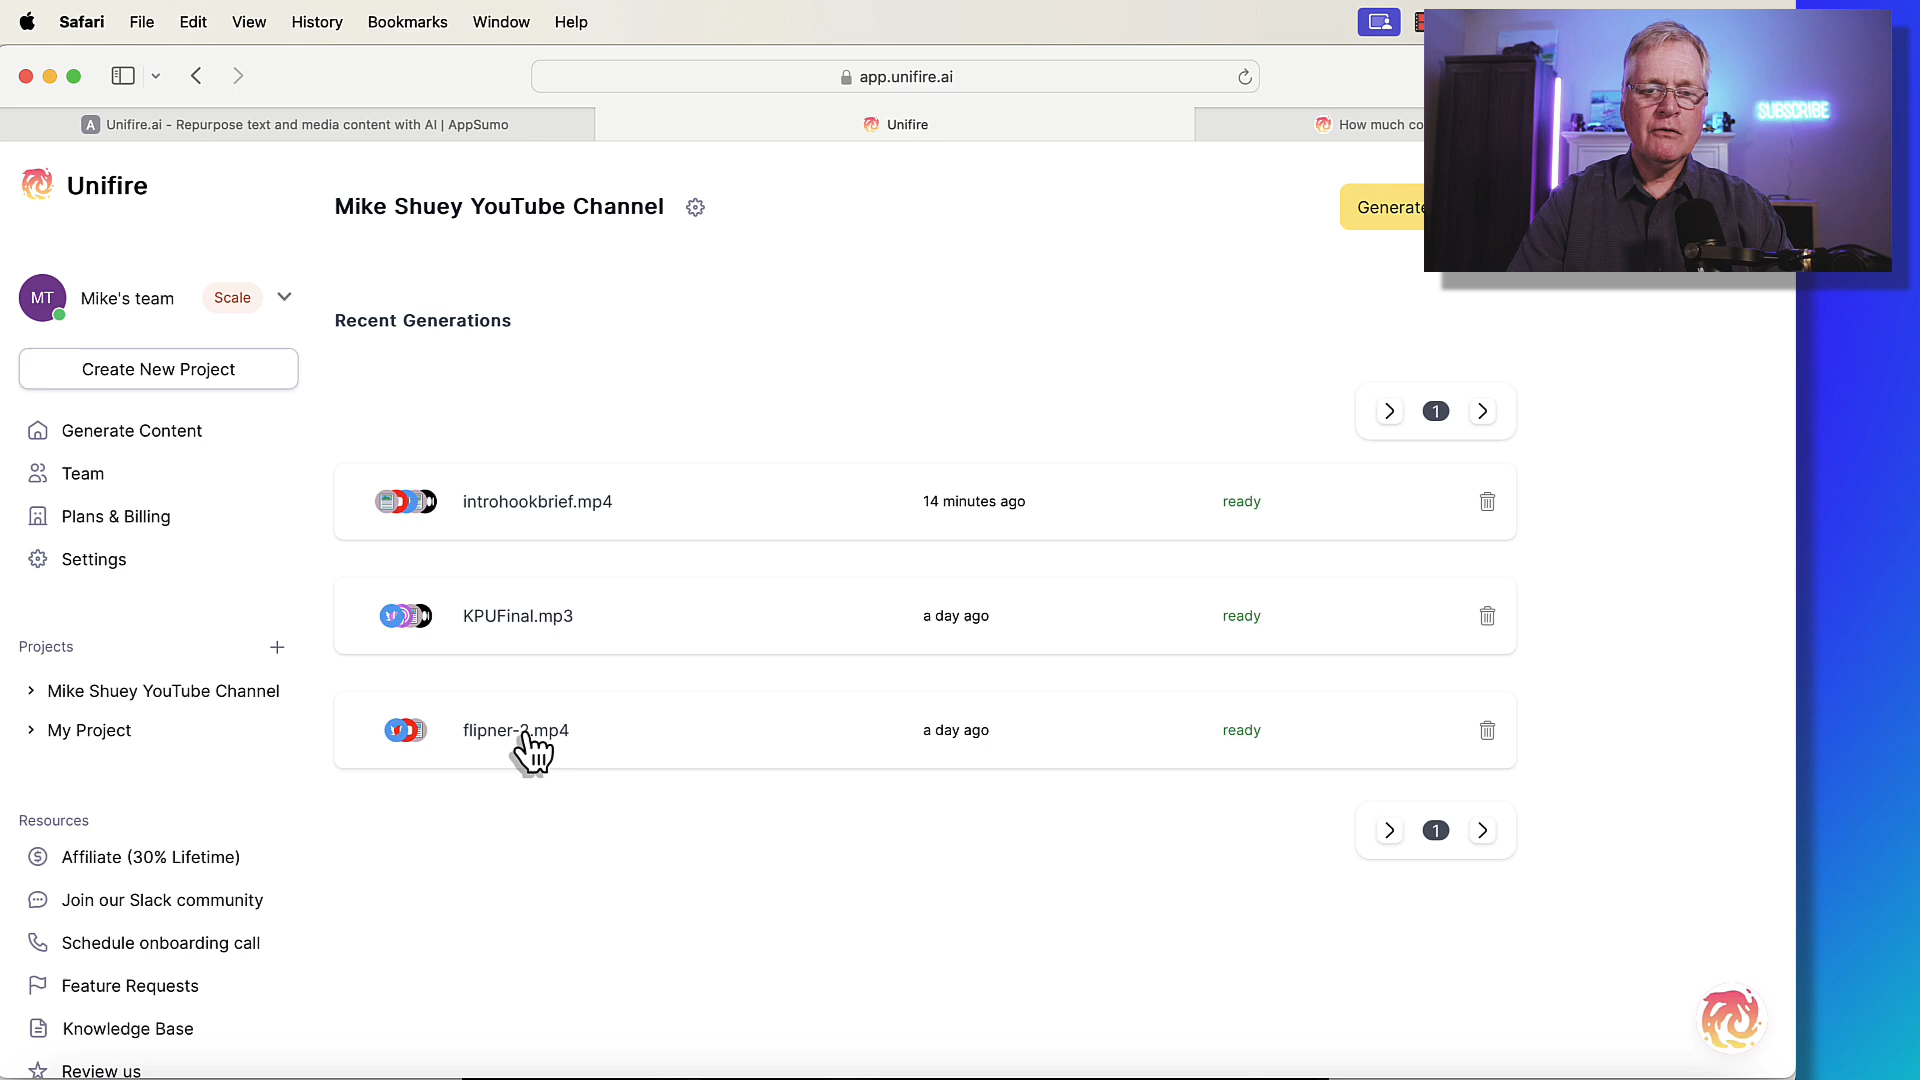 Safari File Edit View History Bookmarks Window Help
app.unifire.ai
A Unifire.ai - Repurpose text and media content with AI | AppSumo
Unifire
How much co
Unifire
Mike Shuey YouTube Channel
Generate
SUBSCRIBE
MT Mike's team Scale
Create New Project
Generate Content
Team
Plans & Billing
Settings
Projects
Mike Shuey YouTube Channel
My Project
Resources
Affiliate (30% Lifetime)
Join our Slack community
Schedule onboarding call
Feature Requests
Knowledge Base
Review us
Recent Generations
1
introhookbrief.mp4 14 minutes ago ready
KPUFinal.mp3 a day ago ready
flipner-2.mp4 a day ago ready
1